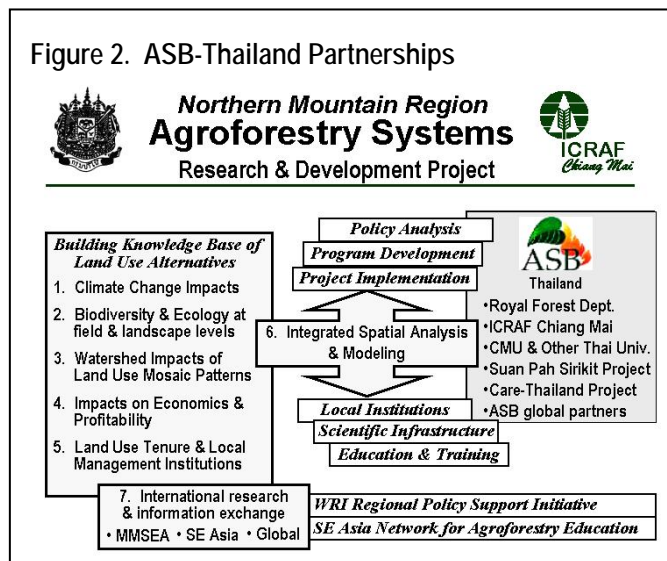 Figure 2. ASB-Thailand Partnerships
Northern Mountain Region
Agroforestry Systems
Research & Development Project
ICRAF
Chiang Mai
Building Knowledge Base of
Land Use Alternatives
1. Climate Change Impacts
2. Biodiversity & Ecology at
field & landscape levels
3. Watershed Impacts of
Land Use Mosaic Patterns
4. Impacts on Economics &
Profitability
5. Land Use Tenure & Local
Management Institutions
Policy Analysis
Program Development
Project Implementation
6. Integrated Spatial Analysis
& Modeling
Local Institutions
Scientific Infrastructure
Education & Training
ASB
Thailand
•Royal Forest Dept.
•ICRAF Chiang Mai
•CMU & Other Thai Univ.
•Suan Pah Sirikit Project
•Care-Thailand Project
•ASB global partners
7. International research
& information exchange
• MMSEA • SE Asia • Global
WRI Regional Policy Support Initiative
SE Asia Network for Agroforestry Education